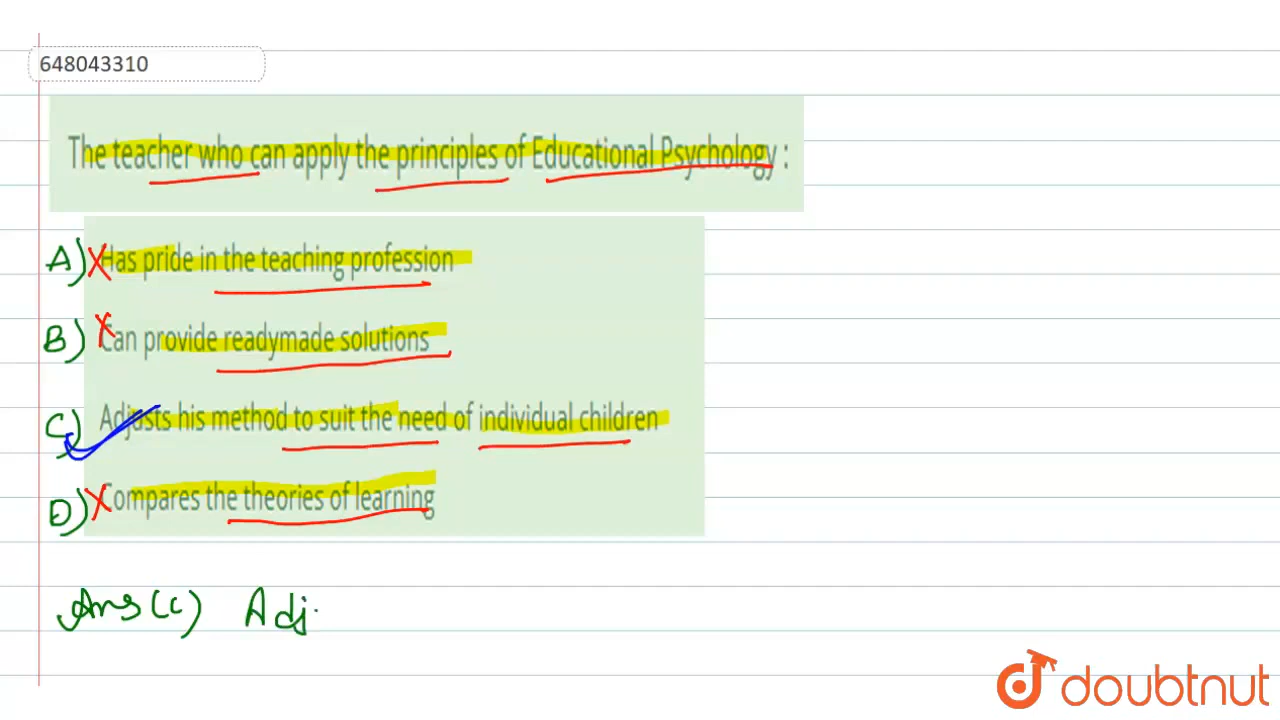 648043310
The teacher who can apply the principles of Educational Psychology :
A) Has pride in the teaching profession
B) Can provide readymade solutions
C) Adjusts his method to suit the need of individual children
D) Compares the theories of learning
Ans (C) Adj
doubtnut